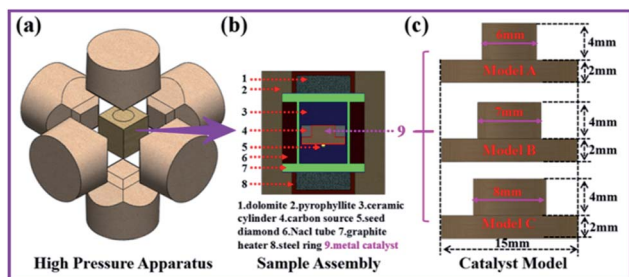 (a)
High Pressure Apparatus
(b)
1
2
3
4
5
6
7
8
9
1.dolomite 2.pyrophyllite 3.ceramic
cylinder 4.carbon source 5.seed
diamond 6.Nacl tube 7.graphite
heater 8.steel ring 9.metal catalyst
Sample Assembly
(c)
6mm
4mm
Model A
2mm
7mm
4mm
Model B
2mm
8mm
4mm
Model C
2mm
15mm
Catalyst Model